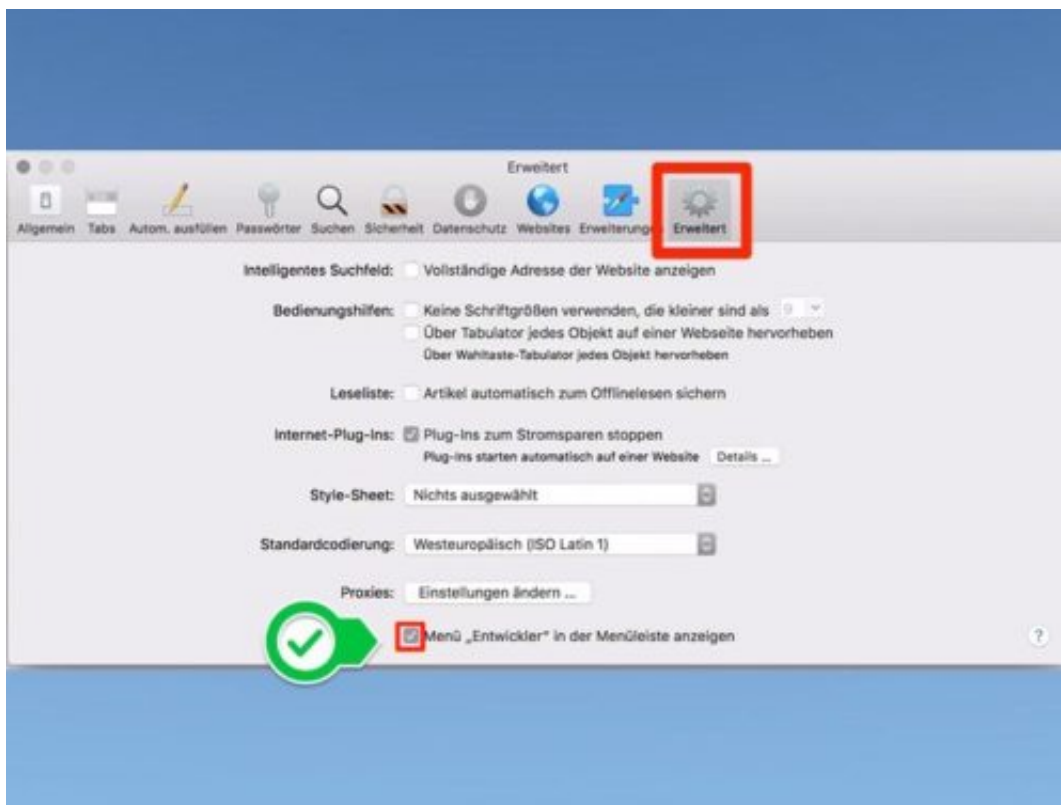 Erweitert
Allgemein Tabs Autom. ausfüllen Passwörter Suchen Sicherheit Datenschutz Websites Erweiterungen Erweitert
Intelligentes Suchfeld: Vollständige Adresse der Website anzeigen
Bedienungshilfen: Keine Schriftgrößen verwenden, die kleiner sind als 9
Über Tabulator jedes Objekt auf einer Webseite hervorheben
Über Wahltaste-Tabulator jedes Objekt hervorheben
Leseliste: Artikel automatisch zum Offlinelesen sichern
Internet-Plug-Ins: Plug-Ins zum Stromsparen stoppen
Plug-Ins starten automatisch auf einer Website Details ...
Style-Sheet: Nichts ausgewählt
Standardcodierung: Westeuropäisch (ISO Latin 1)
Proxies: Einstellungen ändern ...
Menü „Entwickler" in der Menüleiste anzeigen ?